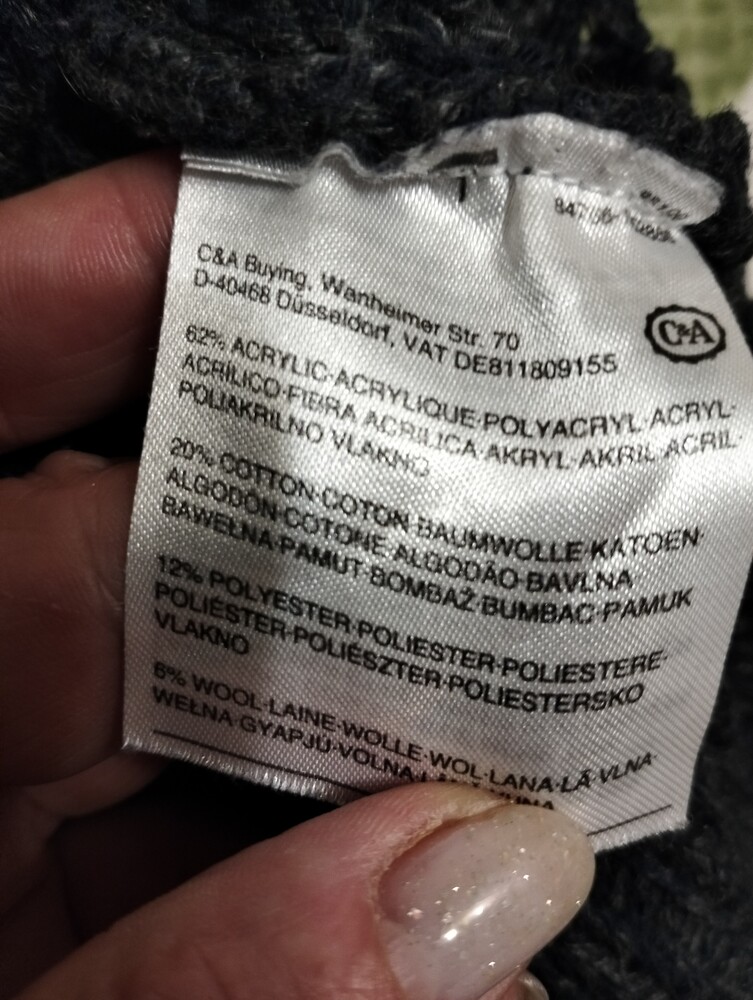 C&A Buying, Wanheimer Str. 70
D-40468 Düsseldorf, VAT DE811809155
C&A
62% ACRYLIC·ACRYLIQUE·POLYACRYL·ACRYL·
ACRÍLICO·FIBRA ACRILICA·AKRYL·AKRIL·ACRIL·
POLIAKRILNO VLAKNO
20% COTTON·COTON·BAUMWOLLE·KATOEN·
ALGODÓN·COTONE·ALGODÃO·BAVLNA
BAWEŁNA·PAMUT·BOMBAŽ·BUMBAC·PAMUK
12% POLYESTER·POLIESTER·POLIESTERE·
POLIÉSTER·POLIÉSZTER·POLIESTERSKO
VLAKNO
6% WOOL·LAINE·WOLLE·WOL·LANA·LÃ·VLNA·
WEŁNA·GYAPJÚ·VOLNA